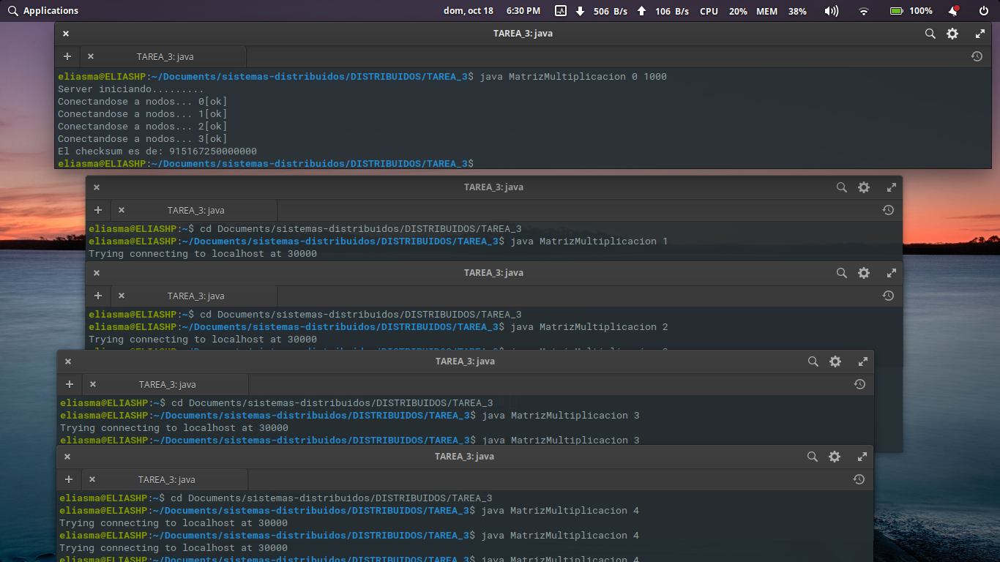 Applications
dom, oct 18 6:30 PM 506 B/s 106 B/s CPU 20% MEM 38% 100%
TAREA_3: java
TAREA_3: java
eliasma@ELIASHP:~/Documents/sistemas-distribuidos/DISTRIBUIDOS/TAREA_3$ java MatrizMultiplicacion 0 1000
Server iniciando.........
Conectandose a nodos... 0[ok]
Conectandose a nodos... 1[ok]
Conectandose a nodos... 2[ok]
Conectandose a nodos... 3[ok]
El checksum es de: 915167250000000
eliasma@ELIASHP:~/Documents/sistemas-distribuidos/DISTRIBUIDOS/TAREA_3$
TAREA_3: java
TAREA_3: java
eliasma@ELIASHP:~$ cd Documents/sistemas-distribuidos/DISTRIBUIDOS/TAREA_3
eliasma@ELIASHP:~/Documents/sistemas-distribuidos/DISTRIBUIDOS/TAREA_3$ java MatrizMultiplicacion 1
Trying connecting to localhost at 30000
TAREA_3: java
TAREA_3: java
eliasma@ELIASHP:~$ cd Documents/sistemas-distribuidos/DISTRIBUIDOS/TAREA_3
eliasma@ELIASHP:~/Documents/sistemas-distribuidos/DISTRIBUIDOS/TAREA_3$ java MatrizMultiplicacion 2
Trying connecting to localhost at 30000
TAREA_3: java
TAREA_3: java
eliasma@ELIASHP:~$ cd Documents/sistemas-distribuidos/DISTRIBUIDOS/TAREA_3
eliasma@ELIASHP:~/Documents/sistemas-distribuidos/DISTRIBUIDOS/TAREA_3$ java MatrizMultiplicacion 3
Trying connecting to localhost at 30000
eliasma@ELIASHP:~/Documents/sistemas-distribuidos/DISTRIBUIDOS/TAREA_3$ java MatrizMultiplicacion 3
TAREA_3: java
TAREA_3: java
eliasma@ELIASHP:~$ cd Documents/sistemas-distribuidos/DISTRIBUIDOS/TAREA_3
eliasma@ELIASHP:~/Documents/sistemas-distribuidos/DISTRIBUIDOS/TAREA_3$ java MatrizMultiplicacion 4
Trying connecting to localhost at 30000
eliasma@ELIASHP:~/Documents/sistemas-distribuidos/DISTRIBUIDOS/TAREA_3$ java MatrizMultiplicacion 4
Trying connecting to localhost at 30000
eliasma@ELIASHP:~/Documents/sistemas-distribuidos/DISTRIBUIDOS/TAREA_3$ java MatrizMultiplicacion 4